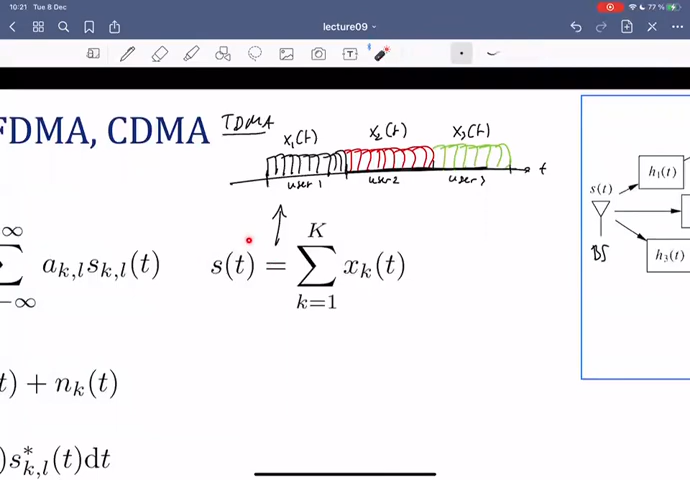 10:21 Tue 8 Dec
77 %
lecture09
FDMA, CDMA
TDMA
x₁(t) x₂(t) x₃(t)
user 1 user 2 user 3
t
∑_{-∞}^{∞} a_{k,l}s_{k,l}(t)
s(t) = ∑_{k=1}^{K} x_k(t)
t) + n_k(t)
)s*_{k,l}(t)dt
s(t)
BS
h₁(t)
h₃(t)